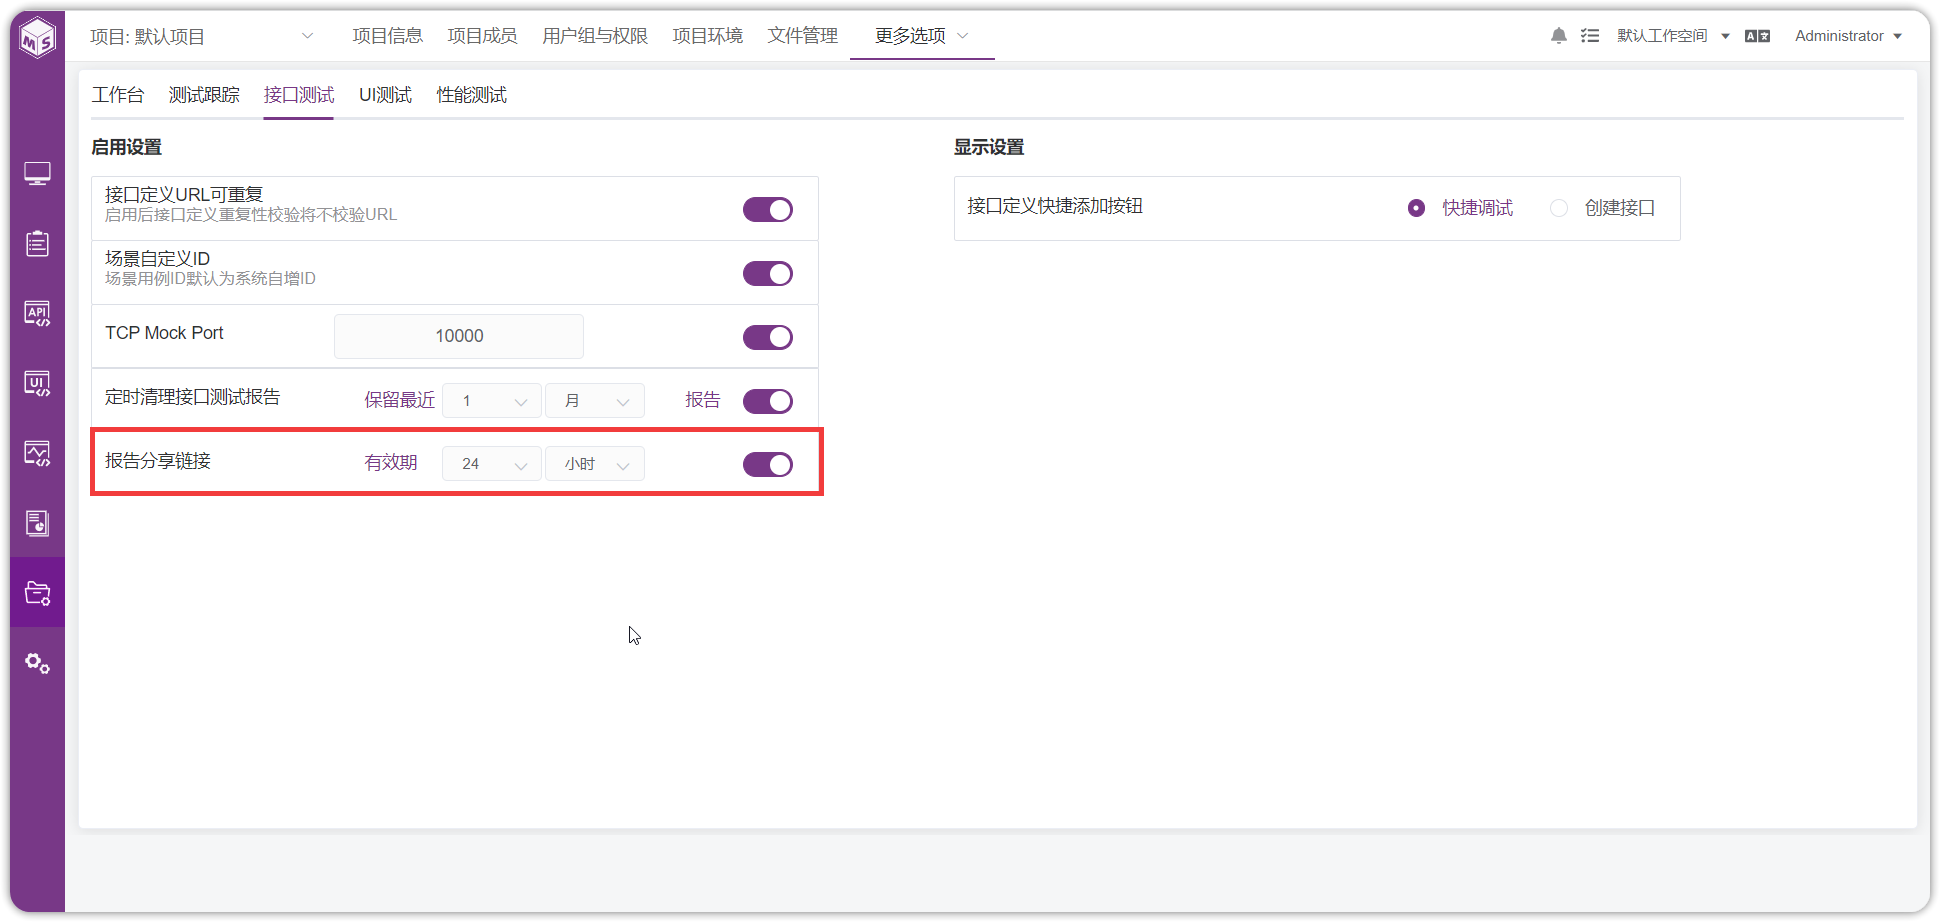 MS
项目: 默认项目
项目信息
项目成员
用户组与权限
项目环境
文件管理
更多选项
默认工作空间
Administrator
工作台
测试跟踪
接口测试
UI测试
性能测试
启用设置
显示设置
接口定义URL可重复
启用后接口定义重复性校验将不校验URL
接口定义快捷添加按钮
快捷调试
创建接口
场景自定义ID
场景用例ID默认为系统自增ID
TCP Mock Port
10000
定时清理接口测试报告
保留最近
1
月
报告
报告分享链接
有效期
24
小时
API
UI